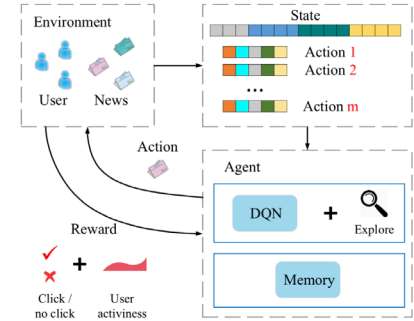 Environment
User
News
State
Action 1
Action 2
...
Action m
Action
Reward
Click /
no click
User
activiness
Agent
DQN
Explore
Memory